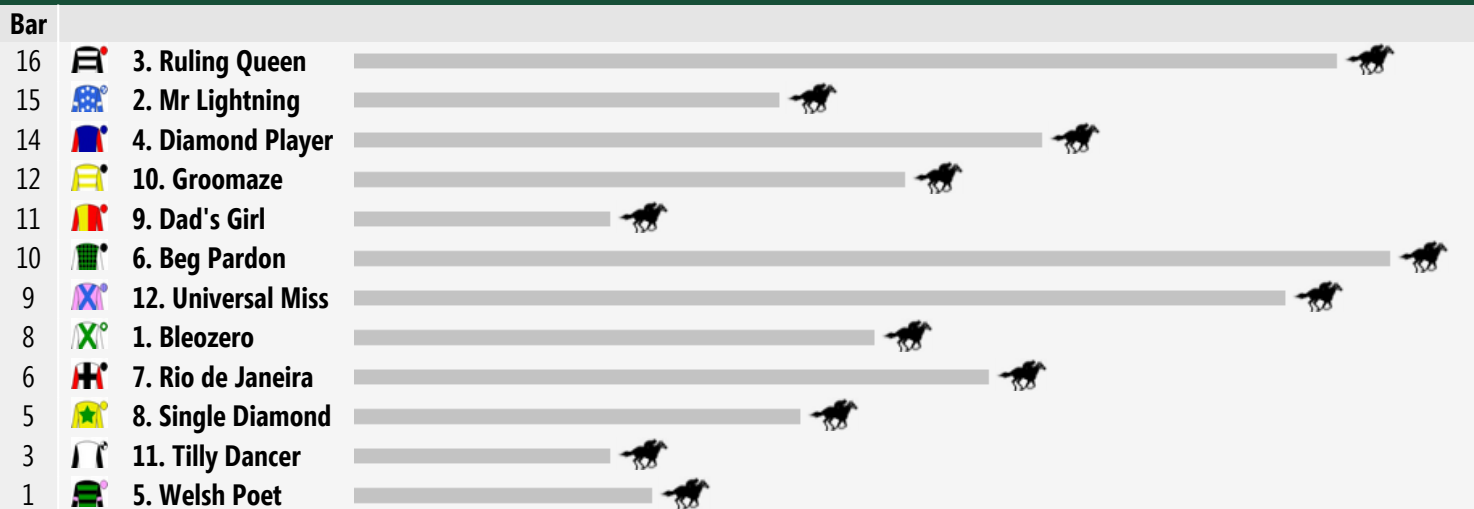 Bar
16 3. Ruling Queen
15 2. Mr Lightning
14 4. Diamond Player
12 10. Groomaze
11 9. Dad's Girl
10 6. Beg Pardon
9 12. Universal Miss
8 1. Bleozero
6 7. Rio de Janeira
5 8. Single Diamond
3 11. Tilly Dancer
1 5. Welsh Poet